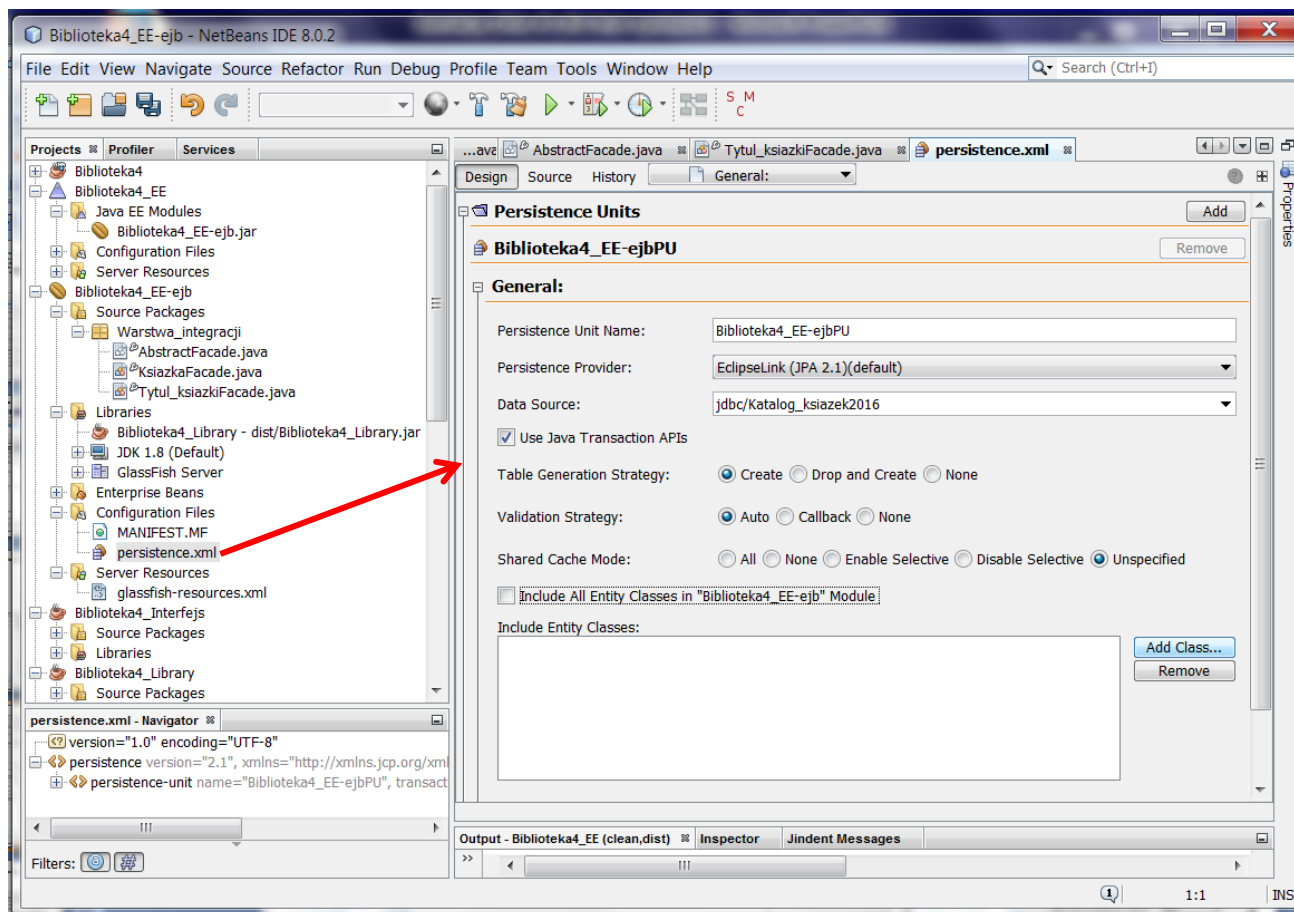 Biblioteka4_EE-ejb - NetBeans IDE 8.0.2
File Edit View Navigate Source Refactor Run Debug Profile Team Tools Window Help
Search (Ctrl+I)
S M
C
Projects Profiler Services
Biblioteka4
Biblioteka4_EE
Java EE Modules
Biblioteka4_EE-ejb.jar
Configuration Files
Server Resources
Biblioteka4_EE-ejb
Source Packages
Warstwa_integracji
AbstractFacade.java
KsiazkaFacade.java
Tytul_ksiazkiFacade.java
Libraries
Biblioteka4_Library - dist/Biblioteka4_Library.jar
JDK 1.8 (Default)
GlassFish Server
Enterprise Beans
Configuration Files
MANIFEST.MF
persistence.xml
Server Resources
glassfish-resources.xml
Biblioteka4_Interfejs
Source Packages
Libraries
Biblioteka4_Library
Source Packages
persistence.xml - Navigator
version="1.0" encoding="UTF-8"
persistence version="2.1", xmlns="http://xmlns.jcp.org/xml
persistence-unit name="Biblioteka4_EE-ejbPU", transact
Filters:
...ava AbstractFacade.java Tytul_ksiazkiFacade.java persistence.xml
Design Source History General:
Persistence Units Add
Biblioteka4_EE-ejbPU Remove
General:
Persistence Unit Name: Biblioteka4_EE-ejbPU
Persistence Provider: EclipseLink (JPA 2.1)(default)
Data Source: jdbc/Katalog_ksiazek2016
Use Java Transaction APIs
Table Generation Strategy: Create Drop and Create None
Validation Strategy: Auto Callback None
Shared Cache Mode: All None Enable Selective Disable Selective Unspecified
Include All Entity Classes in "Biblioteka4_EE-ejb" Module
Include Entity Classes:
Add Class...
Remove
Properties
Output - Biblioteka4_EE (clean,dist) Inspector Jindent Messages
>>
1 1:1 INS